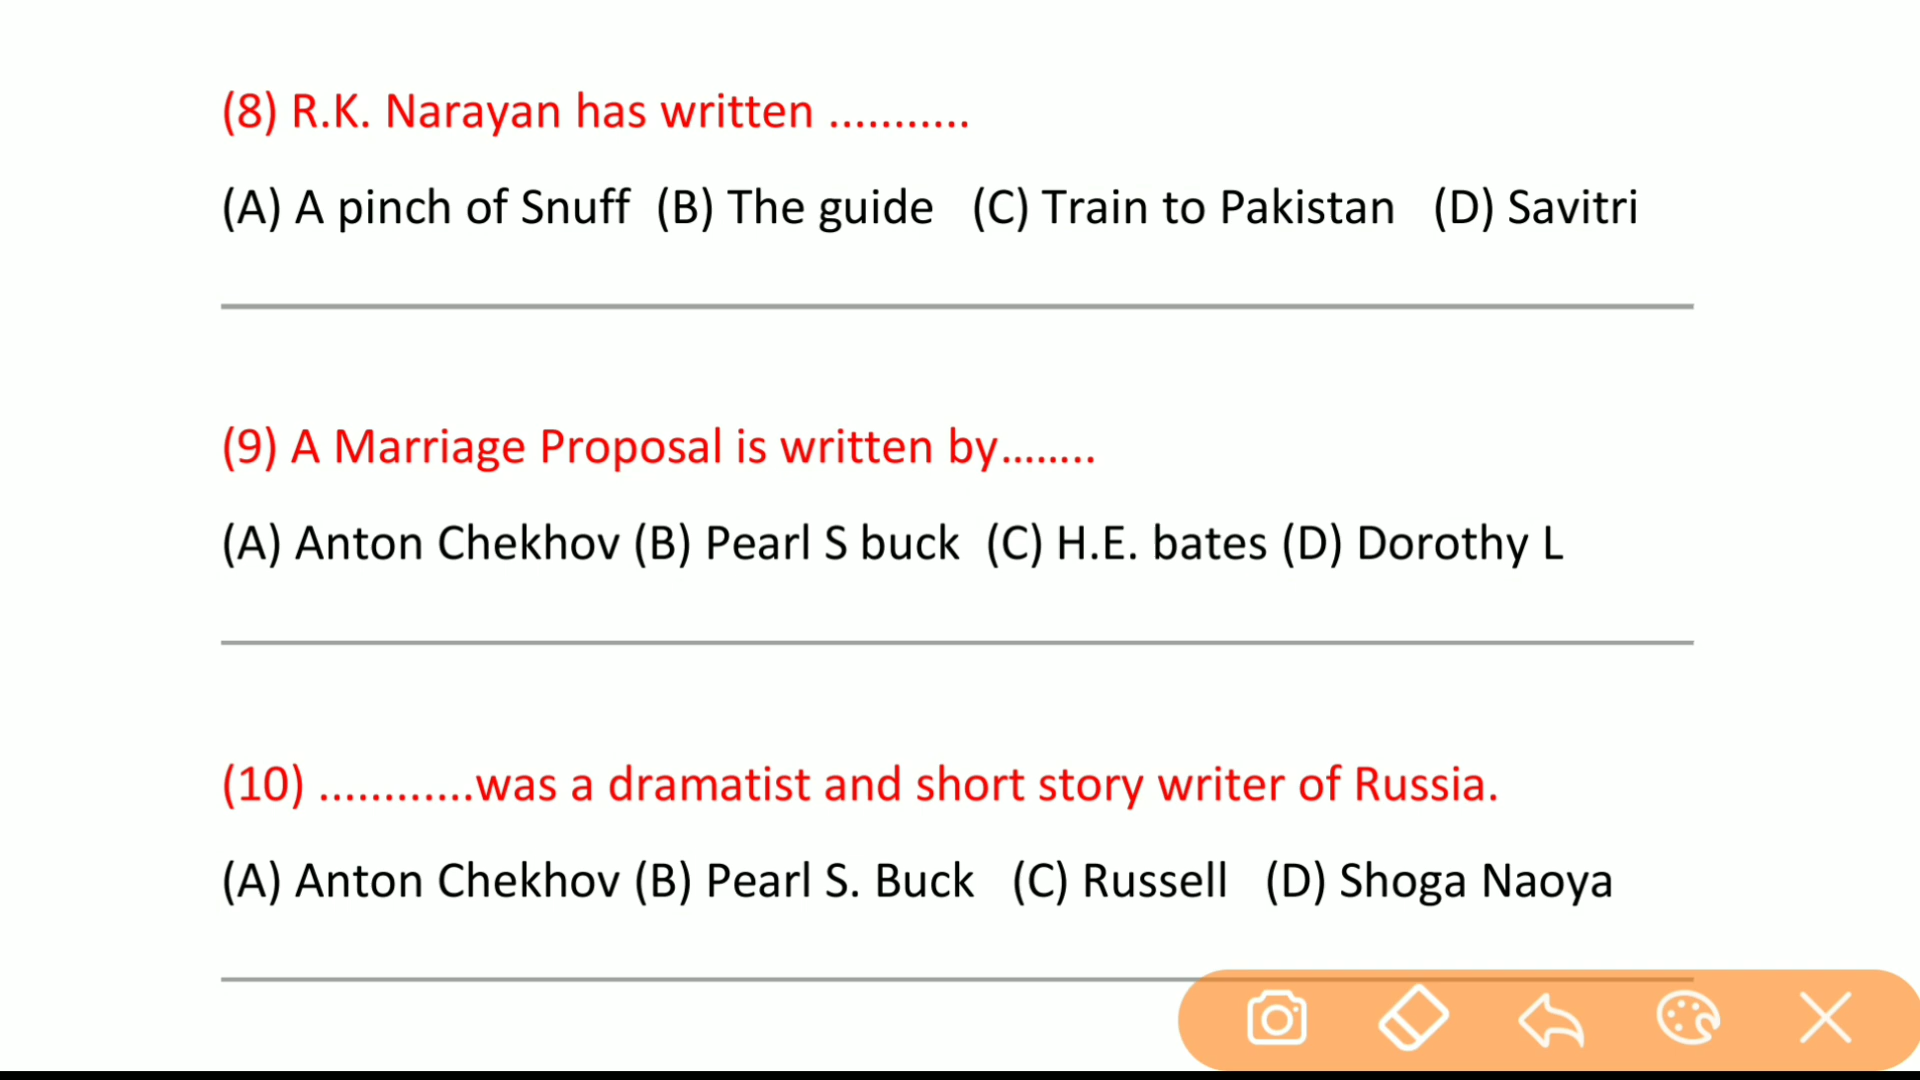 (8) R.K. Narayan has written ...........
(A) A pinch of Snuff (B) The guide (C) Train to Pakistan (D) Savitri
(9) A Marriage Proposal is written by........
(A) Anton Chekhov (B) Pearl S buck (C) H.E. bates (D) Dorothy L
(10) ............was a dramatist and short story writer of Russia.
(A) Anton Chekhov (B) Pearl S. Buck (C) Russell (D) Shoga Naoya